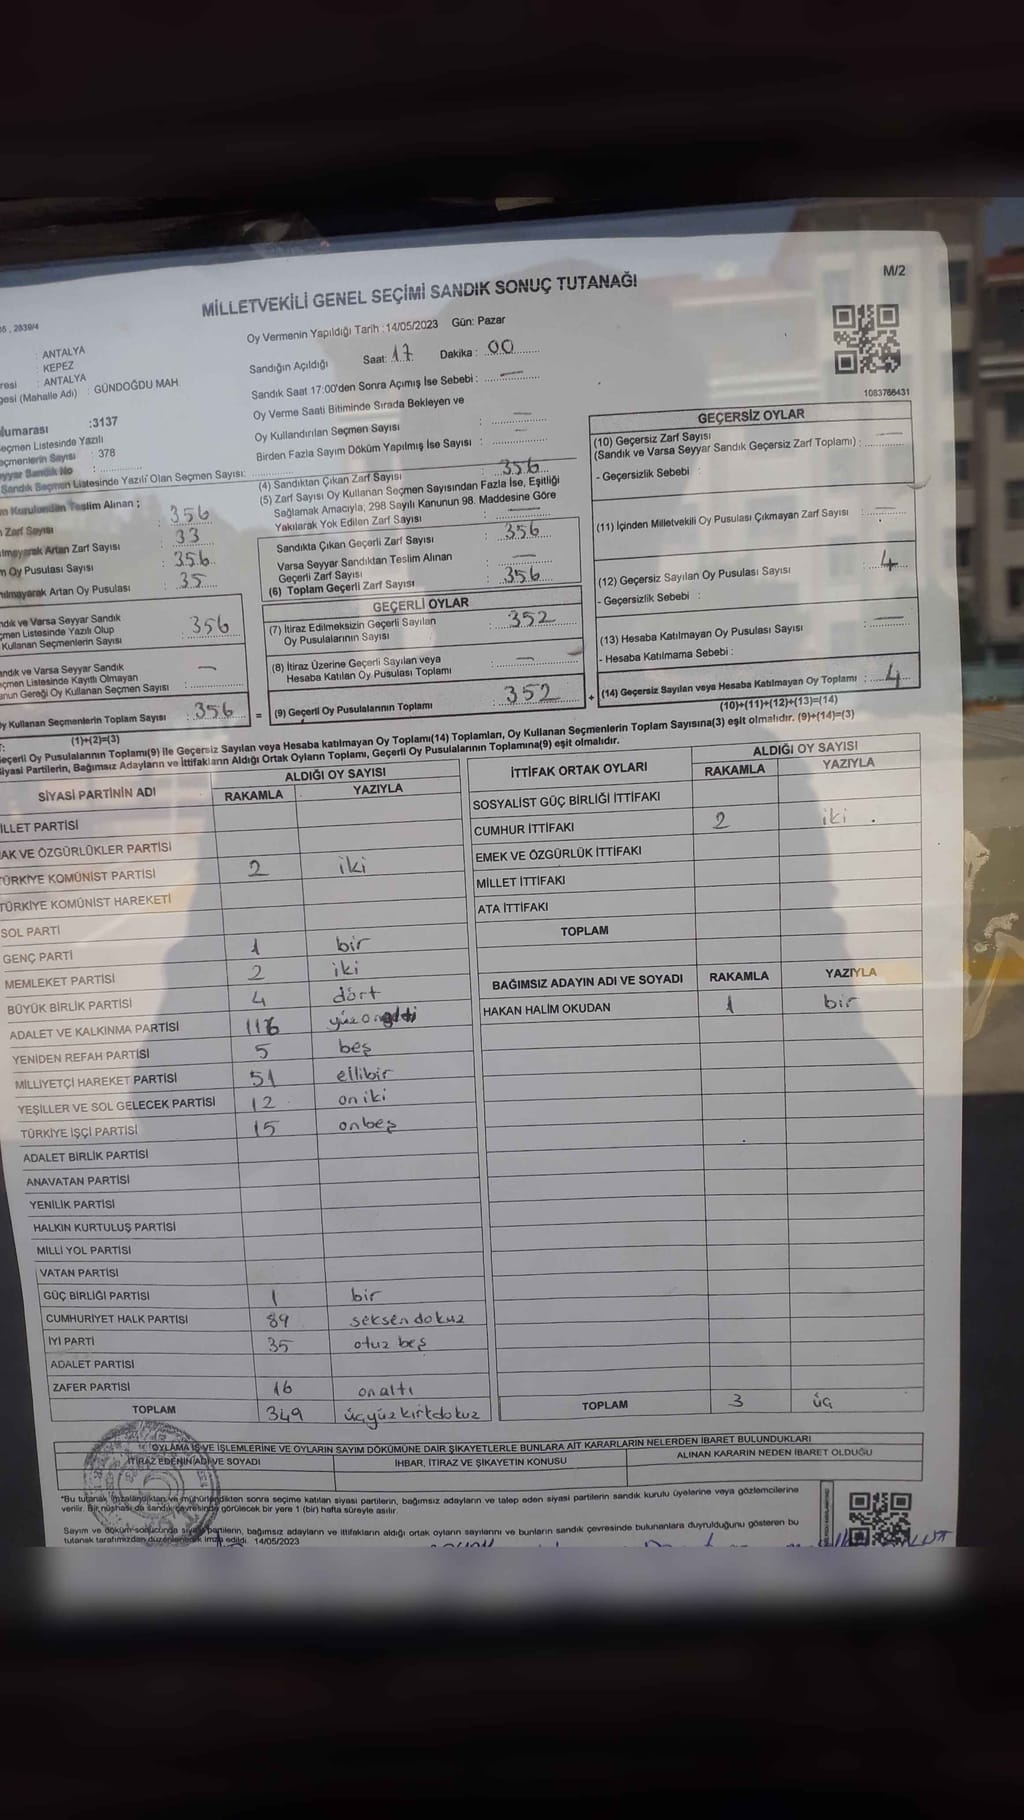 MİLLETVEKİLİ GENEL SEÇİMİ SANDIK SONUÇ TUTANAĞI
M/2
Oy Vermenin Yapıldığı Tarih :14/05/2023 Gün: Pazar
: ANTALYA
: KEPEZ
: ANTALYA
gesi (Mahalle Adı) : GÜNDOĞDU MAH.
Sandığın Açıldığı Saat: 17 Dakika : 00
Sandık Saat 17:00'den Sonra Açımış İse Sebebi :
Oy Verme Saati Bitiminde Sırada Bekleyen ve
Oy Kullandırılan Seçmen Sayısı :
Birden Fazla Sayım Döküm Yapılmış İse Sayısı :
1083766431
Numarası :3137
Seçmen Listesinde Yazılı
Seçmenlerin Sayısı : 378
Seyyar Sandık No :
Sandık Seçmen Listesinde Yazılı Olan Seçmen Sayısı:
Kurulundan Teslim Alınan ;
Zarf Sayısı : 356
Artan Zarf Sayısı : 33
Oy Pusulası Sayısı : 356
Artan Oy Pusulası : 35
Sandık ve Varsa Seyyar Sandık
Seçmen Listesinde Yazılı Olup
Kullanan Seçmenlerin Sayısı : 356
Sandık ve Varsa Seyyar Sandık
Seçmen Listesinde Kayıtlı Olmayan
Kanun Gereği Oy Kullanan Seçmen Sayısı : —
Oy Kullanan Seçmenlerin Toplam Sayısı : 356
(1)+(2)=(3)
(4) Sandıktan Çıkan Zarf Sayısı : 356
(5) Zarf Sayısı Oy Kullanan Seçmen Sayısından Fazla İse, Eşitliği
Sağlamak Amacıyla, 298 Sayılı Kanunun 98. Maddesine Göre
Yakılarak Yok Edilen Zarf Sayısı : —
Sandıkta Çıkan Geçerli Zarf Sayısı : 356
Varsa Seyyar Sandıktan Teslim Alınan
Geçerli Zarf Sayısı : —
(6) Toplam Geçerli Zarf Sayısı : 356
GEÇERLİ OYLAR
(7) İtiraz Edilmeksizin Geçerli Sayılan
Oy Pusulalarının Sayısı : 352
(8) İtiraz Üzerine Geçerli Sayılan veya
Hesaba Katılan Oy Pusulası Toplamı : —
= (9) Geçerli Oy Pusulalarının Toplamı : 352
GEÇERSİZ OYLAR
(10) Geçersiz Zarf Sayısı
(Sandık ve Varsa Seyyar Sandık Geçersiz Zarf Toplamı) : —
- Geçersizlik Sebebi :
(11) İçinden Milletvekili Oy Pusulası Çıkmayan Zarf Sayısı : —
(12) Geçersiz Sayılan Oy Pusulası Sayısı : 4
- Geçersizlik Sebebi :
(13) Hesaba Katılmayan Oy Pusulası Sayısı : —
- Hesaba Katılmama Sebebi :
+ (14) Geçersiz Sayılan veya Hesaba Katılmayan Oy Toplamı : 4
(10)+(11)+(12)+(13)=(14)
Geçerli Oy Pusulalarının Toplamı(9) ile Geçersiz Sayılan veya Hesaba katılmayan Oy Toplamı(14) Toplamları, Oy Kullanan Seçmenlerin Toplam Sayısına(3) eşit olmalıdır. (9)+(14)=(3)
Siyasi Partilerin, Bağımsız Adayların ve İttifakların Aldığı Ortak Oyların Toplamı, Geçerli Oy Pusulalarının Toplamına(9) eşit olmalıdır.
SİYASİ PARTİNİN ADI
ALDIĞI OY SAYISI
RAKAMLA YAZIYLA
MİLLET PARTİSİ
HAK VE ÖZGÜRLÜKLER PARTİSİ
TÜRKİYE KOMÜNİST PARTİSİ 2 iki
TÜRKİYE KOMÜNİST HAREKETİ
SOL PARTİ
GENÇ PARTİ 1 bir
MEMLEKET PARTİSİ 2 iki
BÜYÜK BİRLİK PARTİSİ 4 dört
ADALET VE KALKINMA PARTİSİ 116
YENİDEN REFAH PARTİSİ 5 beş
MİLLİYETÇİ HAREKET PARTİSİ 51 ellibir
YEŞİLLER VE SOL GELECEK PARTİSİ 12 oniki
TÜRKİYE İŞÇİ PARTİSİ 15 onbeş
ADALET BİRLİK PARTİSİ
ANAVATAN PARTİSİ
YENİLİK PARTİSİ
HALKIN KURTULUŞ PARTİSİ
MİLLİ YOL PARTİSİ
VATAN PARTİSİ
GÜÇ BİRLİĞİ PARTİSİ 1 bir
CUMHURİYET HALK PARTİSİ 89 seksen dokuz
İYİ PARTİ 35 otuz beş
ADALET PARTİSİ
ZAFER PARTİSİ 16 onaltı
TOPLAM 349 üçyüzkırkdokuz
İTTİFAK ORTAK OYLARI
ALDIĞI OY SAYISI
RAKAMLA YAZIYLA
SOSYALİST GÜÇ BİRLİĞİ İTTİFAKI
CUMHUR İTTİFAKI 2 iki
EMEK VE ÖZGÜRLÜK İTTİFAKI
MİLLET İTTİFAKI
ATA İTTİFAKI
TOPLAM
BAĞIMSIZ ADAYIN ADI VE SOYADI RAKAMLA YAZIYLA
HAKAN HALİM OKUDAN 1 bir
TOPLAM 3 üç
OYLAMA İŞ VE İŞLEMLERİNE VE OYLARIN SAYIM DÖKÜMÜNE DAİR ŞİKAYETLERLE BUNLARA AİT KARARLARIN NELERDEN İBARET BULUNDUKLARI
İTİRAZ EDENİN ADI VE SOYADI İHBAR, İTİRAZ VE ŞİKAYETİN KONUSU ALINAN KARARIN NEDEN İBARET OLDUĞU
*Bu tutanak imzalandıktan ve mühürlendikten sonra seçime katılan siyasi partilerin, bağımsız adayların ve talep eden siyasi partilerin sandık kurulu üyelerine veya gözlemcilerine
verilir. Bir nüshası da sandık çevresinde görülecek bir yere 1 (bir) hafta süreyle asılır.
Sayım ve döküm sonucunda siyasi partilerin, bağımsız adayların ve ittifakların aldığı ortak oyların sayılarını ve bunların sandık çevresinde bulunanlara duyrulduğunu gösteren bu
tutanak tarafımızdan düzenlenerek imza edildi. 14/05/2023